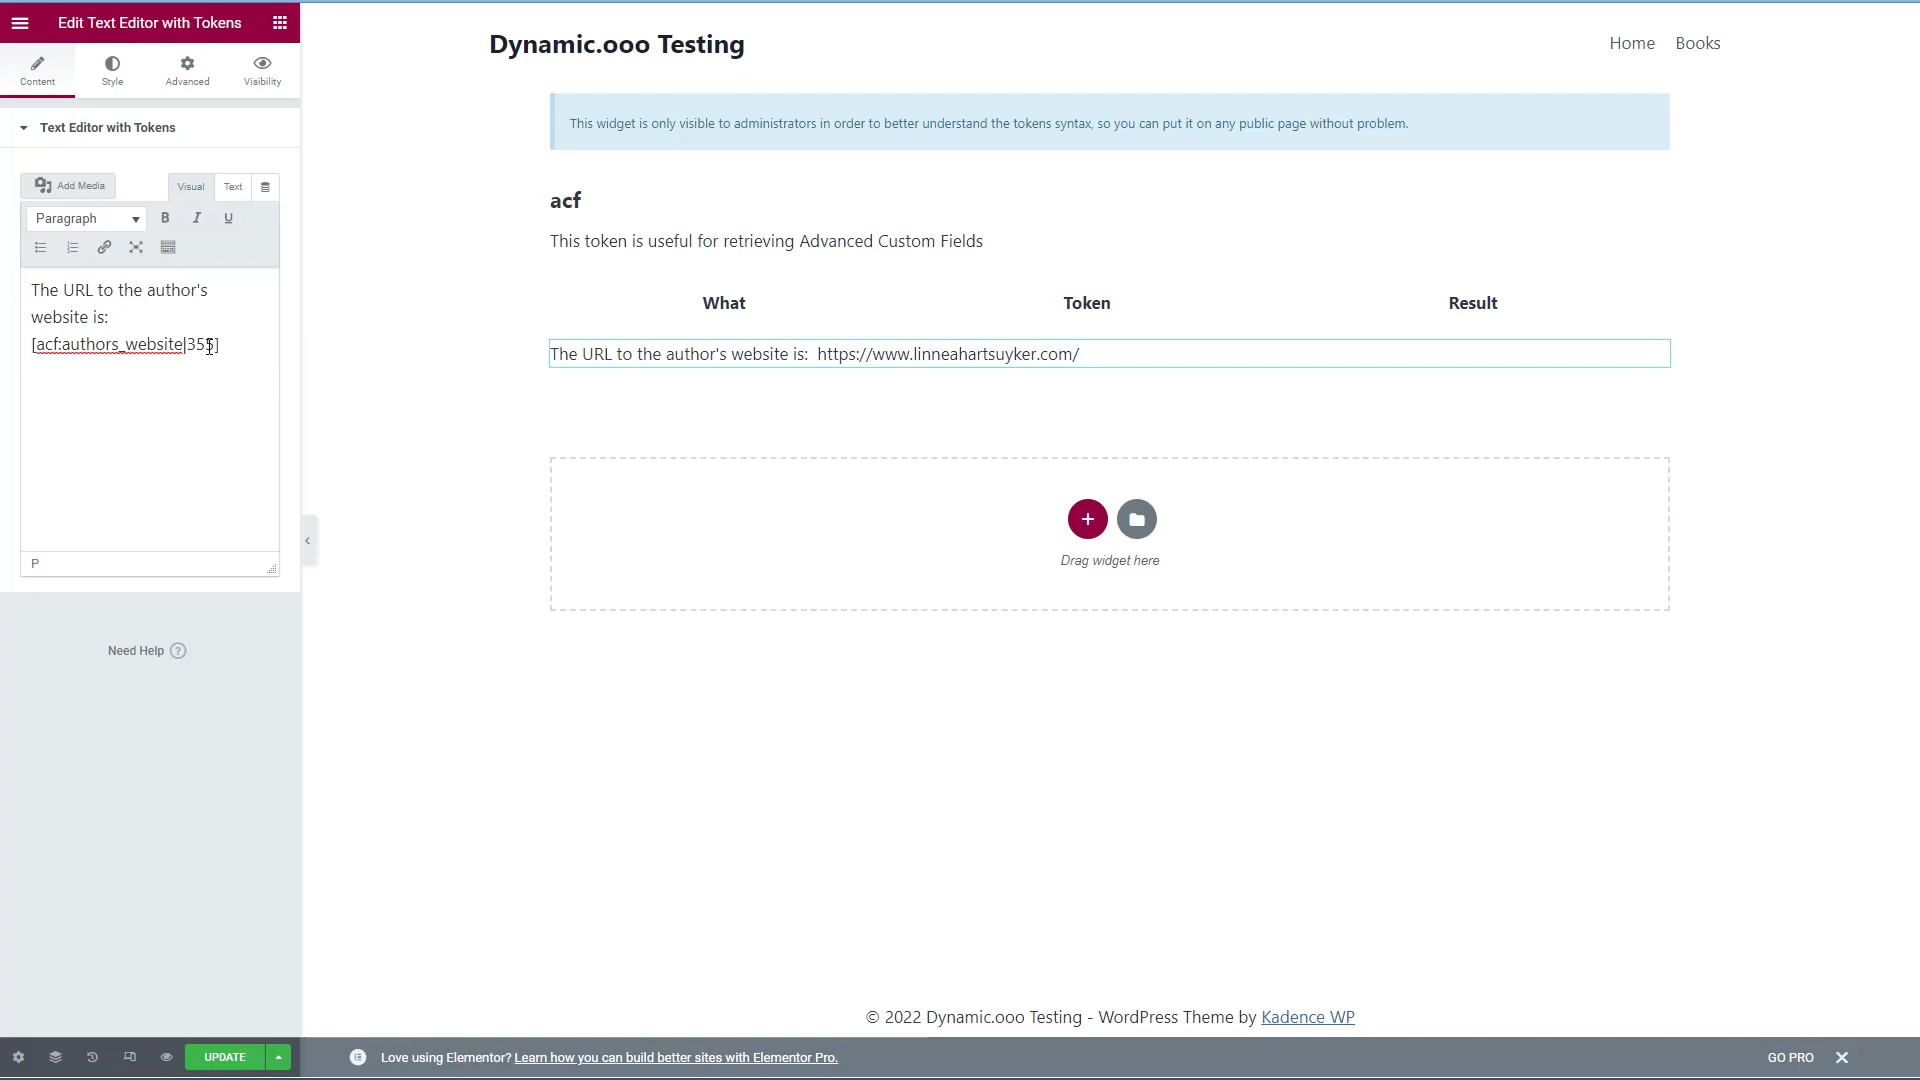 Edit Text Editor with Tokens
Content
Style
Advanced
Visibility
Text Editor with Tokens
Add Media
Visual
Text
Paragraph
B
I
U
The URL to the author's
website is:
[acf:authors_website|355]
P
Need Help
?
UPDATE
Dynamic.ooo Testing
Home
Books
This widget is only visible to administrators in order to better understand the tokens syntax, so you can put it on any public page without problem.
acf
This token is useful for retrieving Advanced Custom Fields
What
Token
Result
The URL to the author's website is: https://www.linneahartsuyker.com/
Drag widget here
© 2022 Dynamic.ooo Testing - WordPress Theme by Kadence WP
Love using Elementor? Learn how you can build better sites with Elementor Pro.
GO PRO